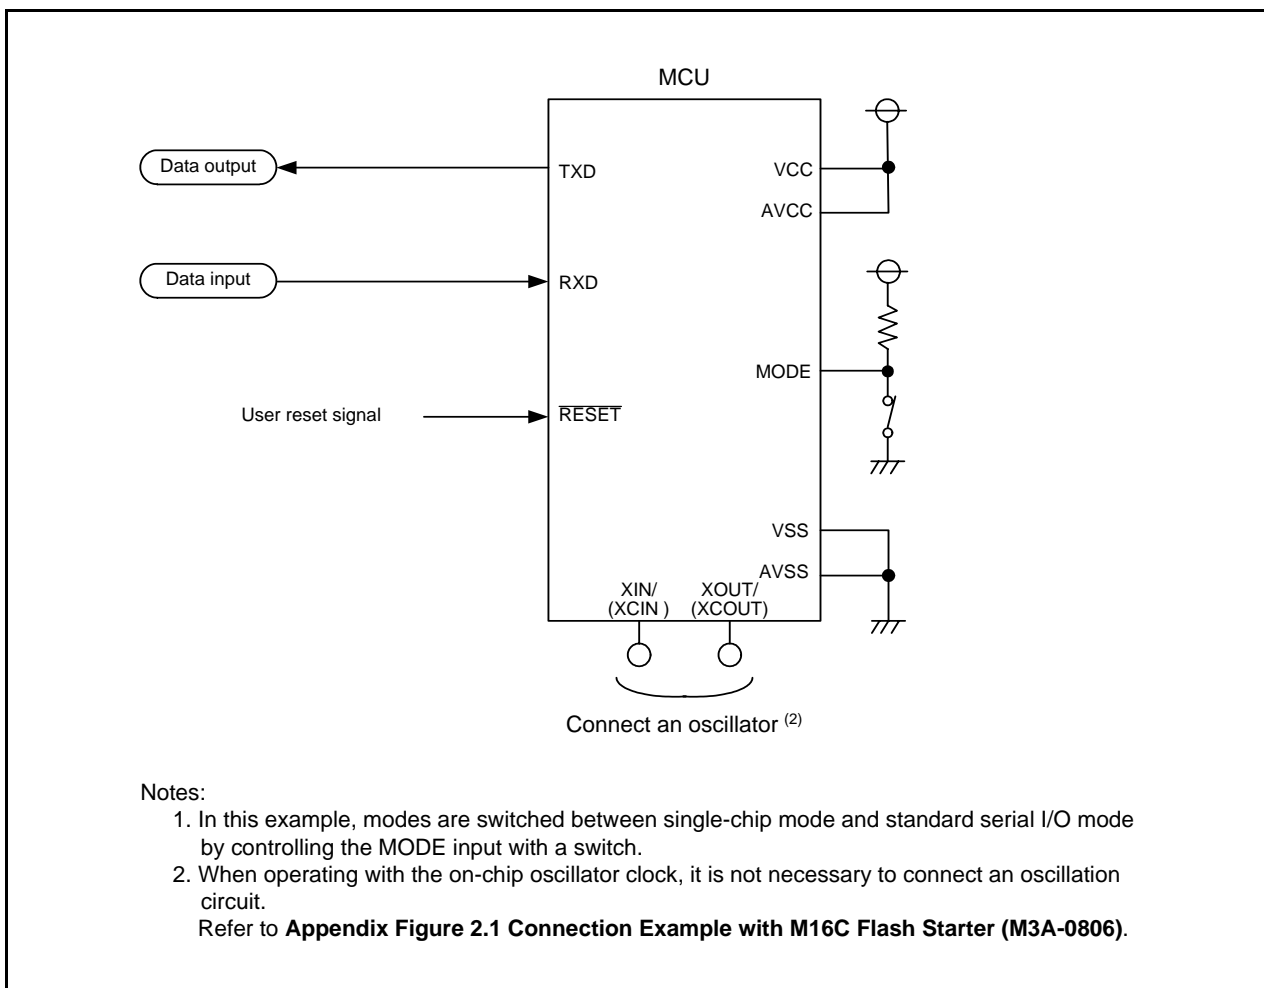 MCU
Data output
TXD
VCC
AVCC
Data input
RXD
MODE
User reset signal
RESET
VSS
AVSS
XIN/
(XCIN )
XOUT/
(XCOUT)
Connect an oscillator (2)
Notes:
1. In this example, modes are switched between single-chip mode and standard serial I/O mode
by controlling the MODE input with a switch.
2. When operating with the on-chip oscillator clock, it is not necessary to connect an oscillation
circuit.
Refer to Appendix Figure 2.1 Connection Example with M16C Flash Starter (M3A-0806).